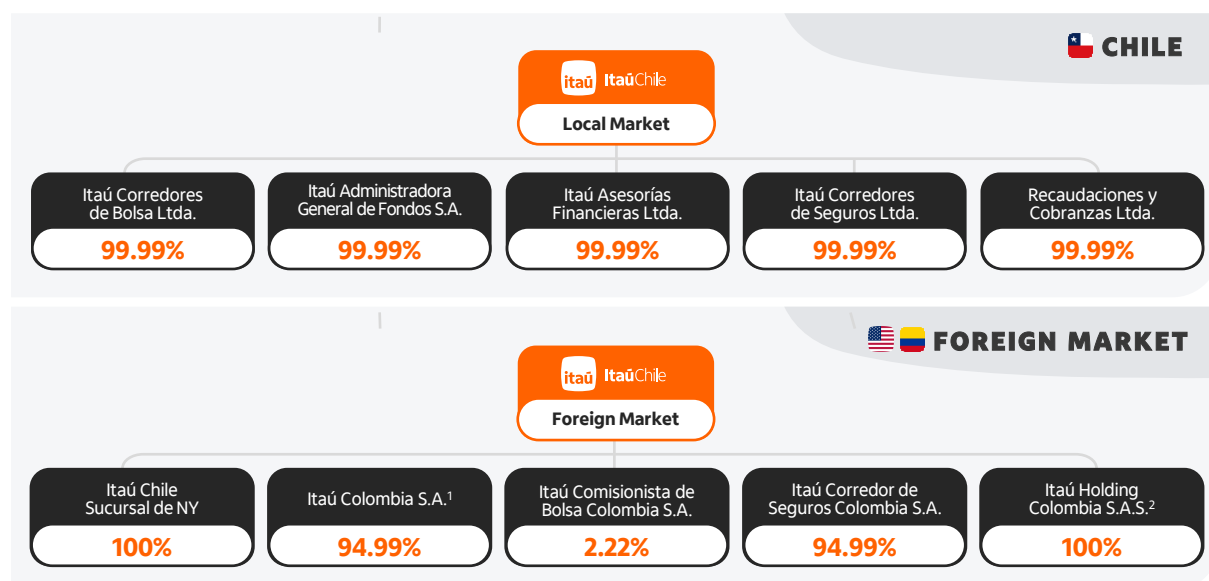 CHILE
itaú ItaúChile
Local Market
Itaú Corredores
de Bolsa Ltda.
99.99%
Itaú Administradora
General de Fondos S.A.
99.99%
Itaú Asesorías
Financieras Ltda.
99.99%
Itaú Corredores
de Seguros Ltda.
99.99%
Recaudaciones y
Cobranzas Ltda.
99.99%
FOREIGN MARKET
itaú ItaúChile
Foreign Market
Itaú Chile
Sucursal de NY
100%
Itaú Colombia S.A.¹
94.99%
Itaú Comisionista de
Bolsa Colombia S.A.
2.22%
Itaú Corredor de
Seguros Colombia S.A.
94.99%
Itaú Holding
Colombia S.A.S.²
100%